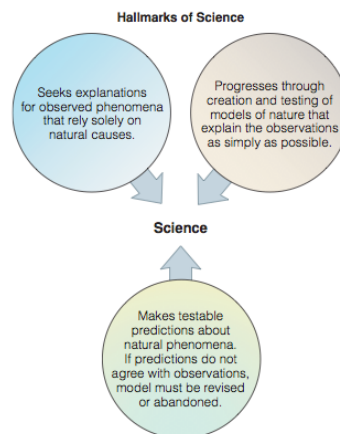 Hallmarks of Science
Seeks explanations
for observed phenomena
that rely solely on
natural causes.
Progresses through
creation and testing of
models of nature that
explain the observations
as simply as possible.
Science
Makes testable
predictions about
natural phenomena.
If predictions do not
agree with observations,
model must be revised
or abandoned.